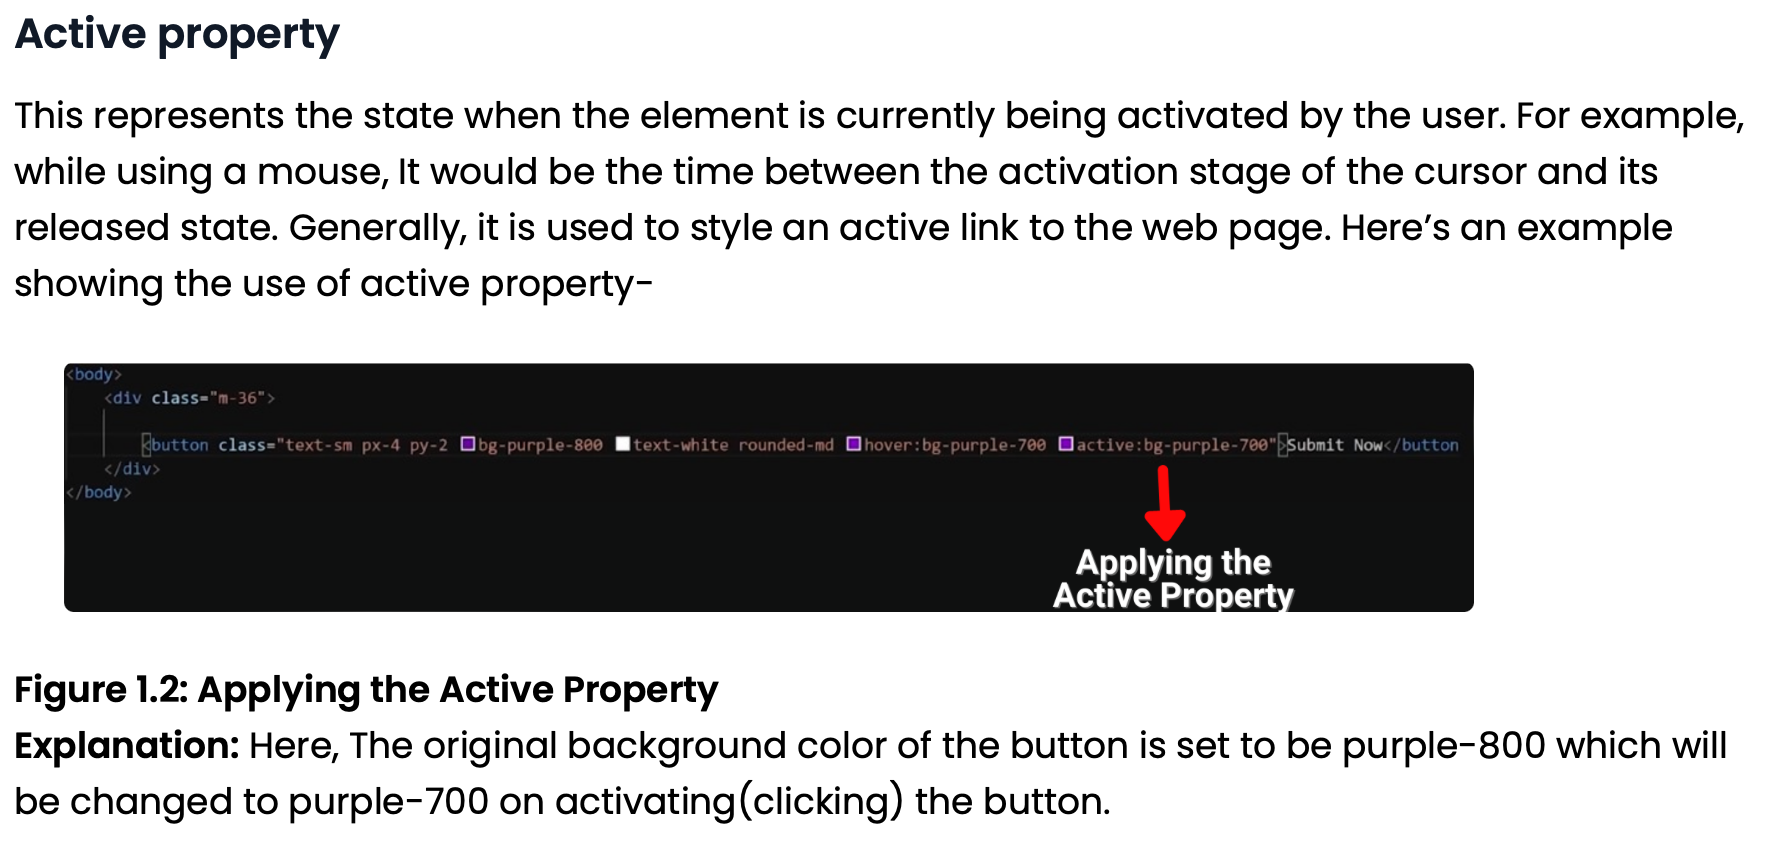 Active property
This represents the state when the element is currently being activated by the user. For example,
while using a mouse, It would be the time between the activation stage of the cursor and its
released state. Generally, it is used to style an active link to the web page. Here’s an example
showing the use of active property-
<body>
<div class="m-36">
<button class="text-sm px-4 py-2 bg-purple-800 text-white rounded-md hover:bg-purple-700 active:bg-purple-700">Submit Now</button
</div>
</body>
Applying the
Active Property
Figure 1.2: Applying the Active Property
Explanation: Here, The original background color of the button is set to be purple-800 which will
be changed to purple-700 on activating(clicking) the button.